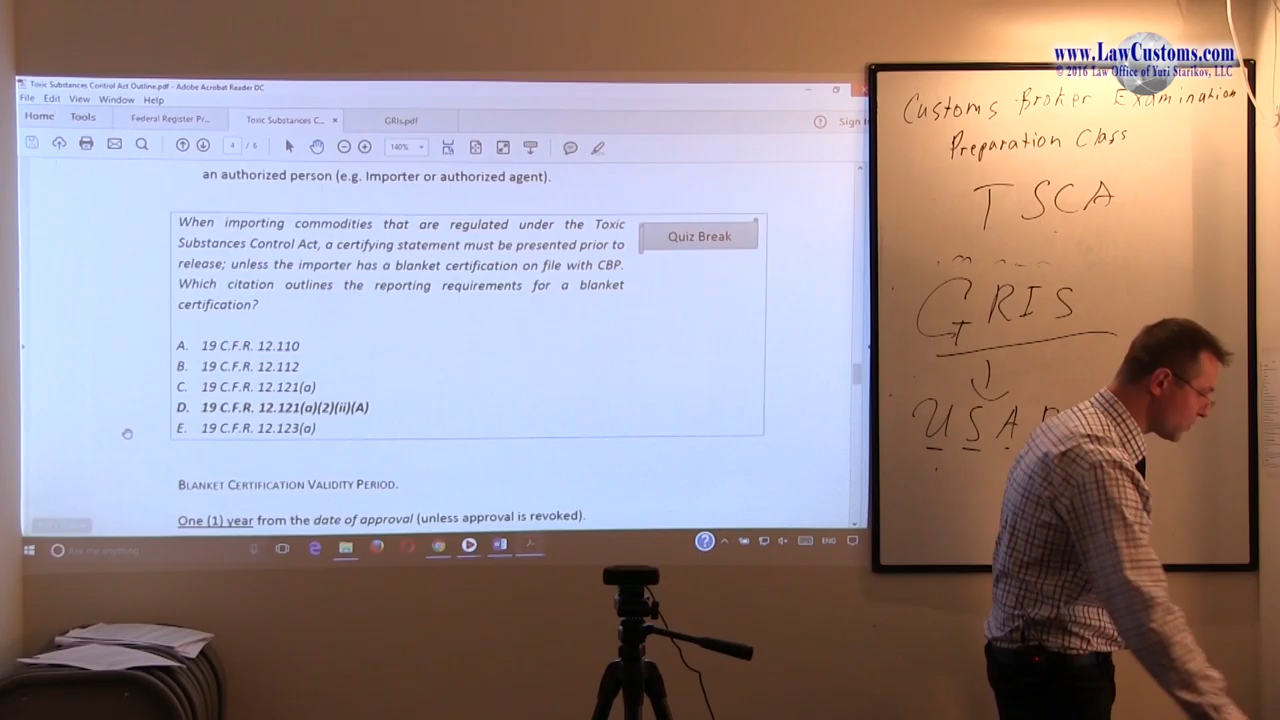 www.LawCustoms.com
© 2016 Law Office of Yuri Starikov, LLC
Toxic Substances Control Act Outline.pdf - Adobe Acrobat Reader DC
File Edit View Window Help
Home Tools Federal Register Pr... Toxic Substances C... × GRIs.pdf Sign I
4 / 6 140%
an authorized person (e.g. Importer or authorized agent).
When importing commodities that are regulated under the Toxic
Substances Control Act, a certifying statement must be presented prior to
release; unless the importer has a blanket certification on file with CBP.
Which citation outlines the reporting requirements for a blanket
certification?
Quiz Break
A. 19 C.F.R. 12.110
B. 19 C.F.R. 12.112
C. 19 C.F.R. 12.121(a)
D. 19 C.F.R. 12.121(a)(2)(ii)(A)
E. 19 C.F.R. 12.123(a)
BLANKET CERTIFICATION VALIDITY PERIOD.
One (1) year from the date of approval (unless approval is revoked).
Ask me anything
ENG
Customs Broker Examination
Preparation Class
TSCA
GRIS
USA